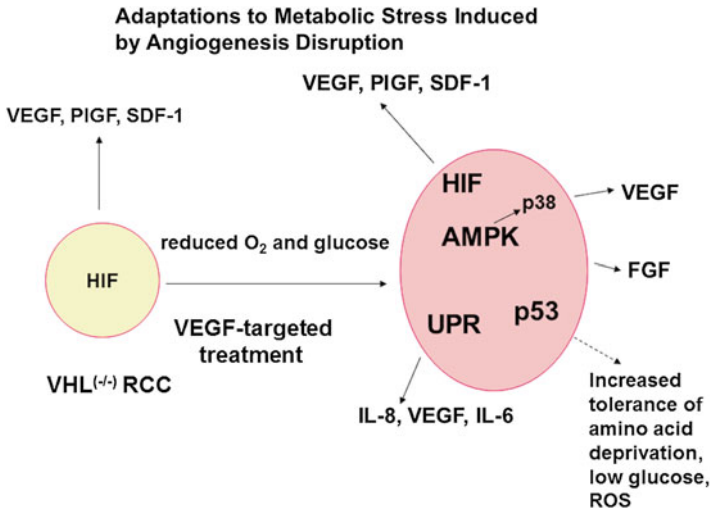 Adaptations to Metabolic Stress Induced
by Angiogenesis Disruption
VEGF, PIGF, SDF-1
VEGF, PIGF, SDF-1
HIF
p38
AMPK
VEGF
FGF
UPR
p53
HIF
reduced O₂ and glucose
VEGF-targeted
treatment
VHL⁽⁻/⁻⁾ RCC
IL-8, VEGF, IL-6
Increased
tolerance of
amino acid
deprivation,
low glucose,
ROS